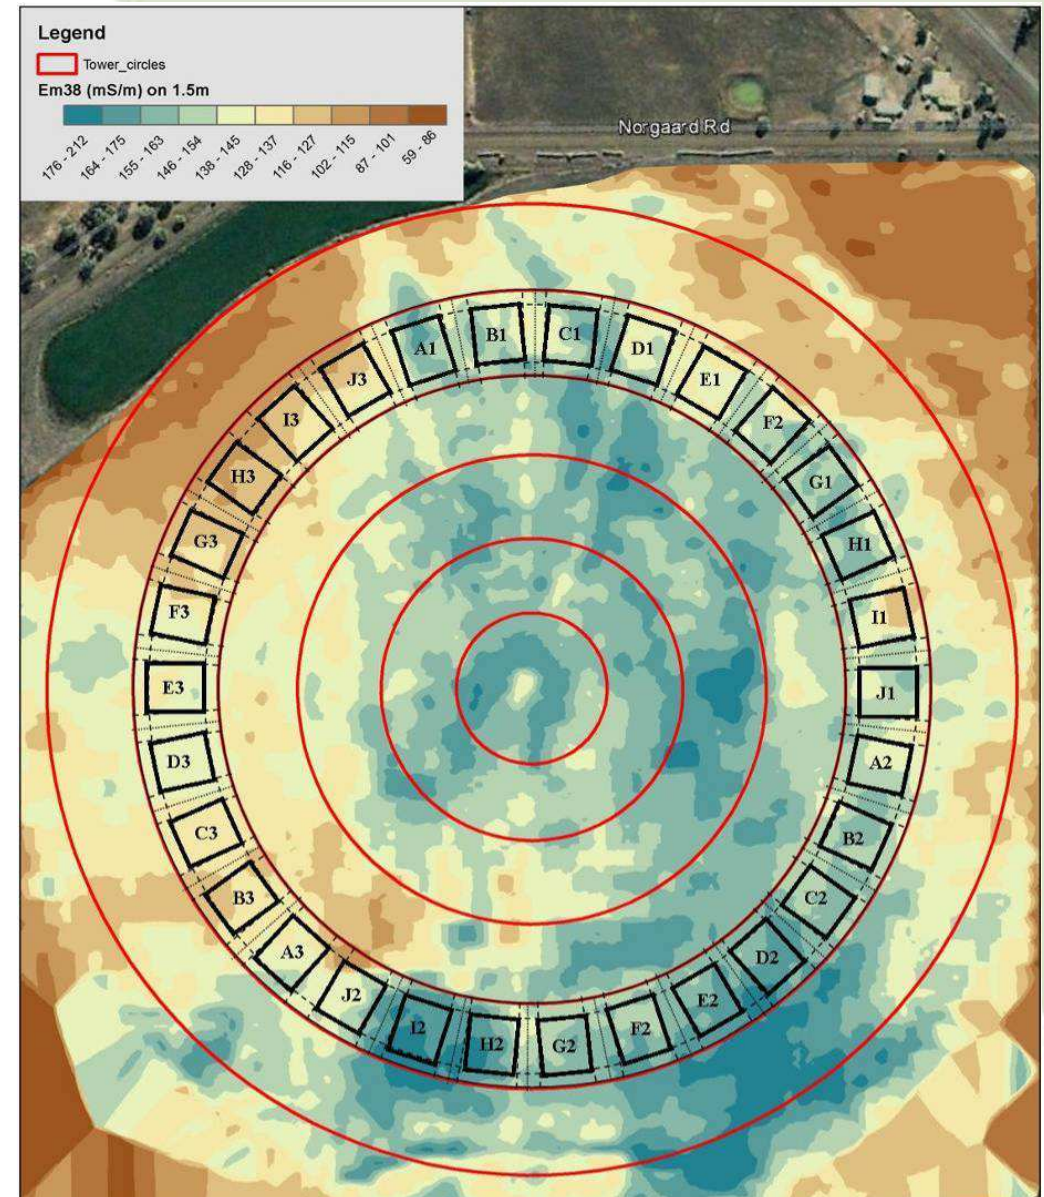 Legend
Tower_circles
Em38 (mS/m) on 1.5m
176 - 212
164 - 175
155 - 163
146 - 154
138 - 145
128 - 137
116 - 127
102 - 115
87 - 101
59 - 86
Norgaard Rd
A1
B1
C1
D1
E1
F2
G1
H1
I1
J1
A2
B2
C2
D2
E2
F2
G2
H2
I2
J2
A3
B3
C3
D3
E3
F3
G3
H3
I3
J3